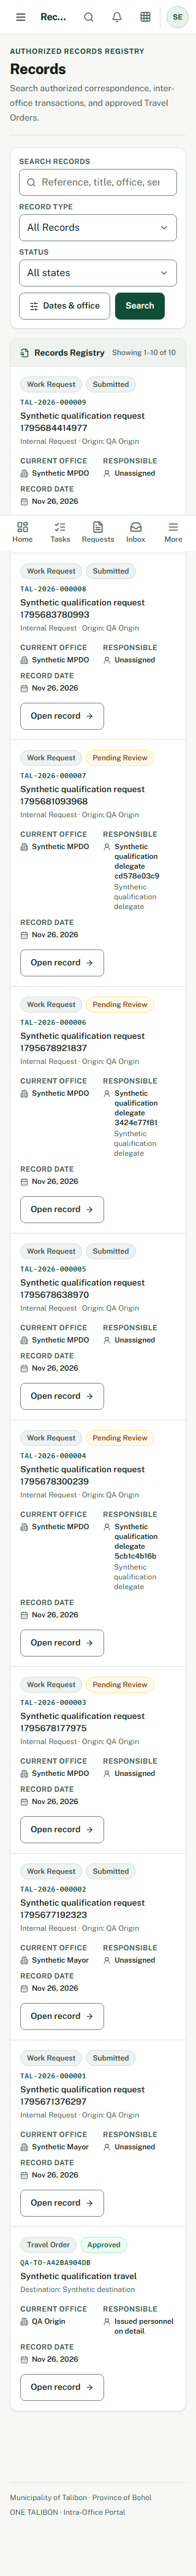 Rec...
SE
AUTHORIZED RECORDS REGISTRY
Records
Search authorized correspondence, inter-
office transactions, and approved Travel
Orders.
SEARCH RECORDS
Reference, title, office, ser
RECORD TYPE
All Records
STATUS
All states
Dates & office
Search
Records Registry
Showing 1–10 of 10
Work Request
Submitted
TAL-2026-000009
Synthetic qualification request
1795684414977
Internal Request · Origin: QA Origin
CURRENT OFFICE
RESPONSIBLE
Synthetic MPDO
Unassigned
RECORD DATE
Nov 26, 2026
Home
Tasks
Requests
Inbox
More
Work Request
Submitted
TAL-2026-000008
Synthetic qualification request
1795683780993
Internal Request · Origin: QA Origin
CURRENT OFFICE
RESPONSIBLE
Synthetic MPDO
Unassigned
RECORD DATE
Nov 26, 2026
Open record
Work Request
Pending Review
TAL-2026-000007
Synthetic qualification request
1795681093968
Internal Request · Origin: QA Origin
CURRENT OFFICE
RESPONSIBLE
Synthetic MPDO
Synthetic
qualification
delegate
cd578e03c9
Synthetic
qualification
delegate
RECORD DATE
Nov 26, 2026
Open record
Work Request
Pending Review
TAL-2026-000006
Synthetic qualification request
1795678921837
Internal Request · Origin: QA Origin
CURRENT OFFICE
RESPONSIBLE
Synthetic MPDO
Synthetic
qualification
delegate
3424e77f81
Synthetic
qualification
delegate
RECORD DATE
Nov 26, 2026
Open record
Work Request
Submitted
TAL-2026-000005
Synthetic qualification request
1795678638970
Internal Request · Origin: QA Origin
CURRENT OFFICE
RESPONSIBLE
Synthetic MPDO
Unassigned
RECORD DATE
Nov 26, 2026
Open record
Work Request
Pending Review
TAL-2026-000004
Synthetic qualification request
1795678300239
Internal Request · Origin: QA Origin
CURRENT OFFICE
RESPONSIBLE
Synthetic MPDO
Synthetic
qualification
delegate
5cb1c4b16b
Synthetic
qualification
delegate
RECORD DATE
Nov 26, 2026
Open record
Work Request
Pending Review
TAL-2026-000003
Synthetic qualification request
1795678177975
Internal Request · Origin: QA Origin
CURRENT OFFICE
RESPONSIBLE
Synthetic MPDO
Unassigned
RECORD DATE
Nov 26, 2026
Open record
Work Request
Submitted
TAL-2026-000002
Synthetic qualification request
1795677192323
Internal Request · Origin: QA Origin
CURRENT OFFICE
RESPONSIBLE
Synthetic Mayor
Unassigned
RECORD DATE
Nov 26, 2026
Open record
Work Request
Submitted
TAL-2026-000001
Synthetic qualification request
1795671376297
Internal Request · Origin: QA Origin
CURRENT OFFICE
RESPONSIBLE
Synthetic Mayor
Unassigned
RECORD DATE
Nov 26, 2026
Open record
Travel Order
Approved
QA-TO-A42BA904DB
Synthetic qualification travel
Destination: Synthetic destination
CURRENT OFFICE
RESPONSIBLE
QA Origin
Issued personnel
on detail
RECORD DATE
Nov 26, 2026
Open record
Municipality of Talibon · Province of Bohol
ONE TALIBON · Intra-Office Portal